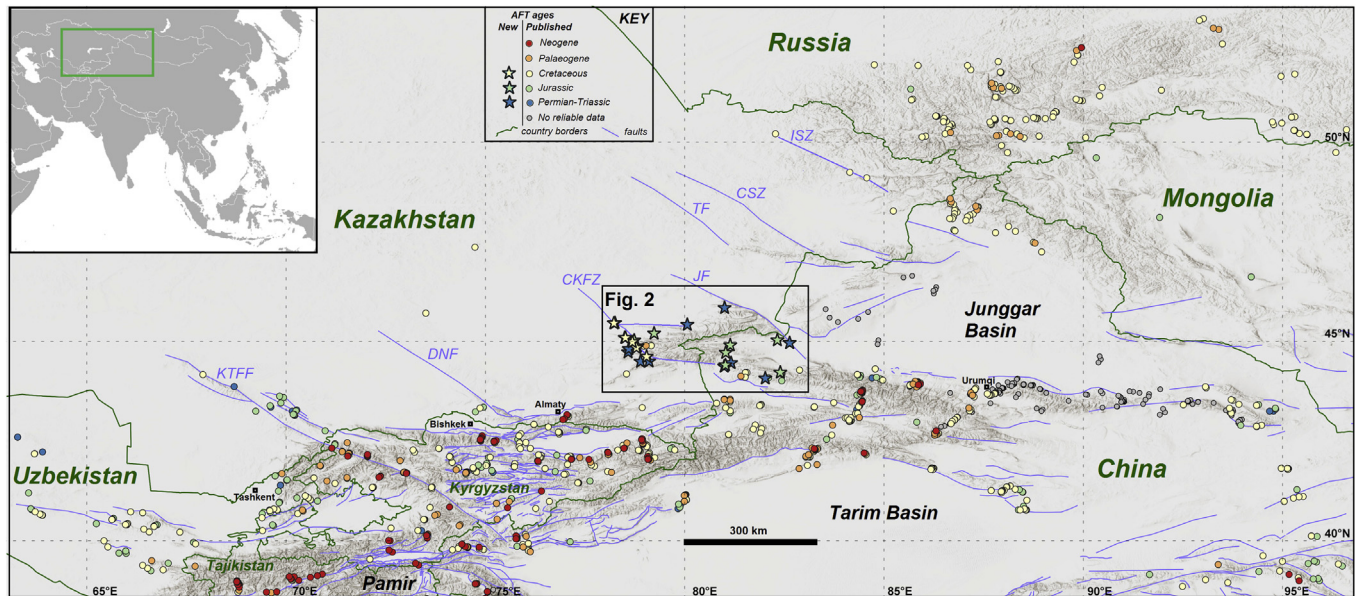 AFT ages
KEY
New Published
Neogene
Palaeogene
Cretaceous
Jurassic
Permian-Triassic
No reliable data
country borders
faults
Russia
ISZ
50°N
CSZ
Mongolia
Kazakhstan
TF
CKFZ
JF
Fig. 2
Junggar
Basin
45°N
DNF
KTFF
Urumqi
Almaty
Bishkek
Uzbekistan
China
Tashkent
Kyrgyzstan
Tarim Basin
300 km
40°N
Tajikistan
Pamir
65°E
70°E
75°E
80°E
85°E
90°E
95°E